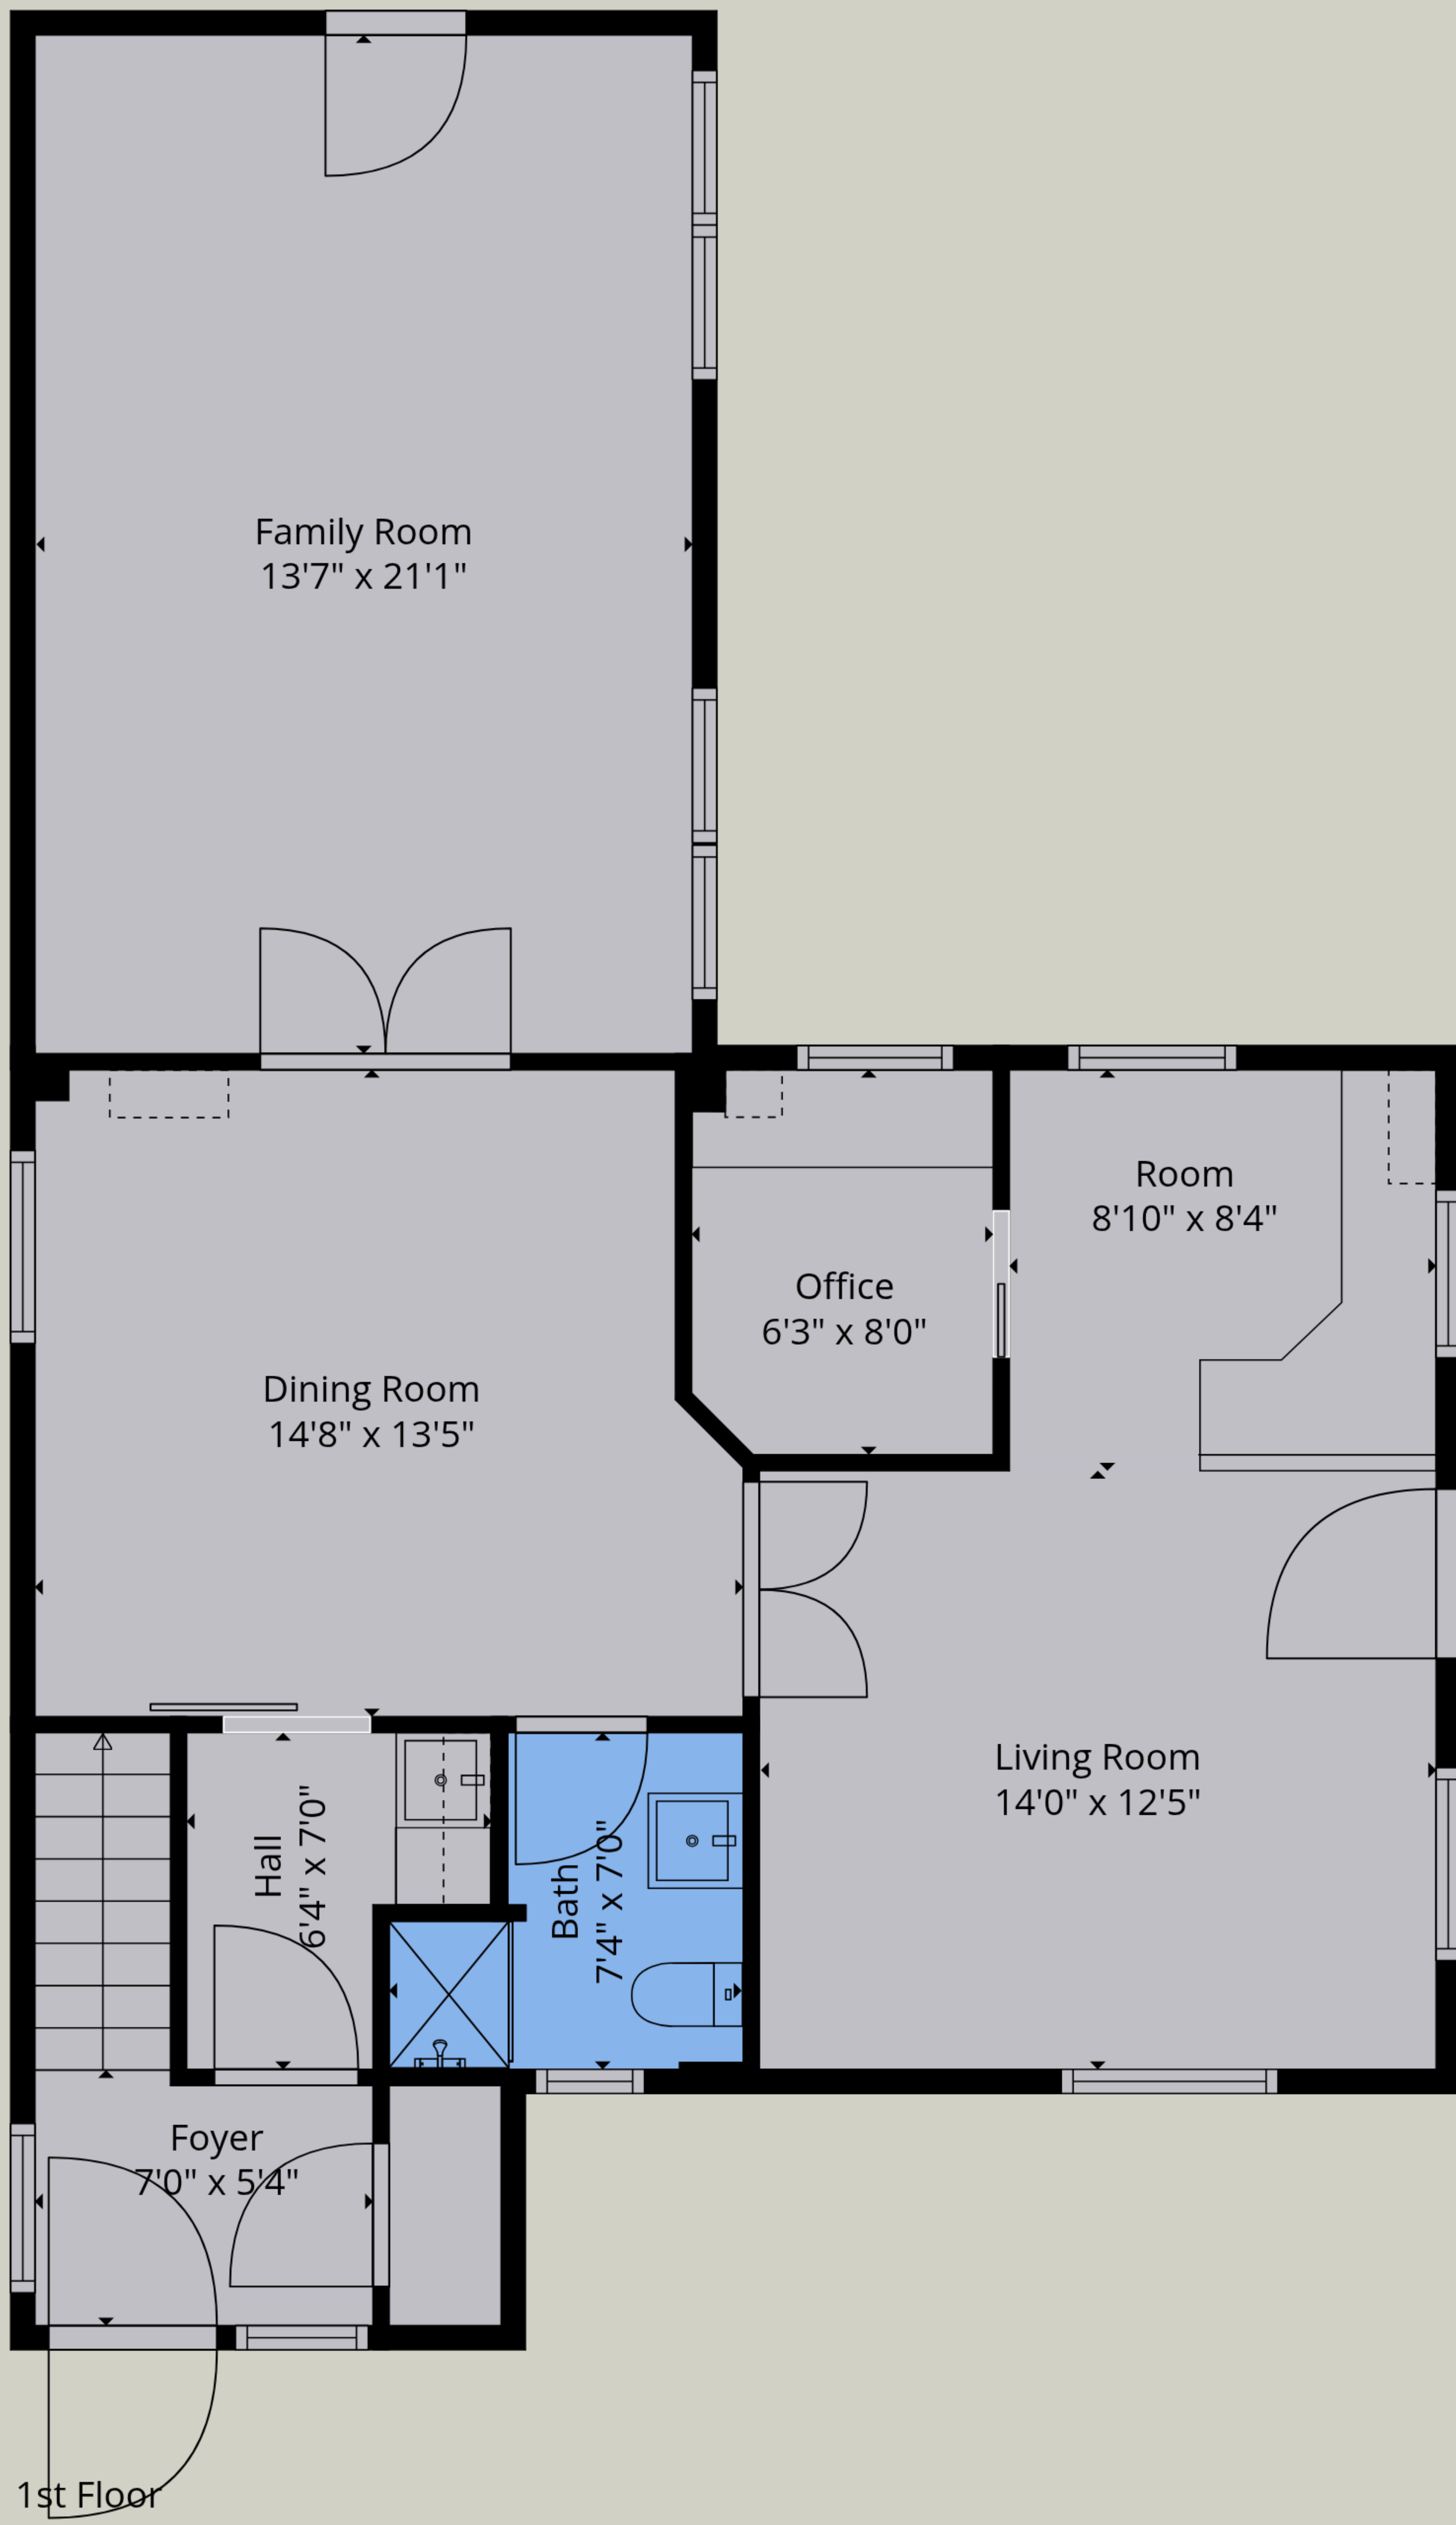 Family Room
13'7" x 21'1"
Room
8'10" x 8'4"
Office
6'3" x 8'0"
Dining Room
14'8" x 13'5"
Living Room
14'0" x 12'5"
Hall
6'4" x 7'0"
Bath
7'4" x 7'0"
Foyer
7'0" x 5'4"
1st Floor